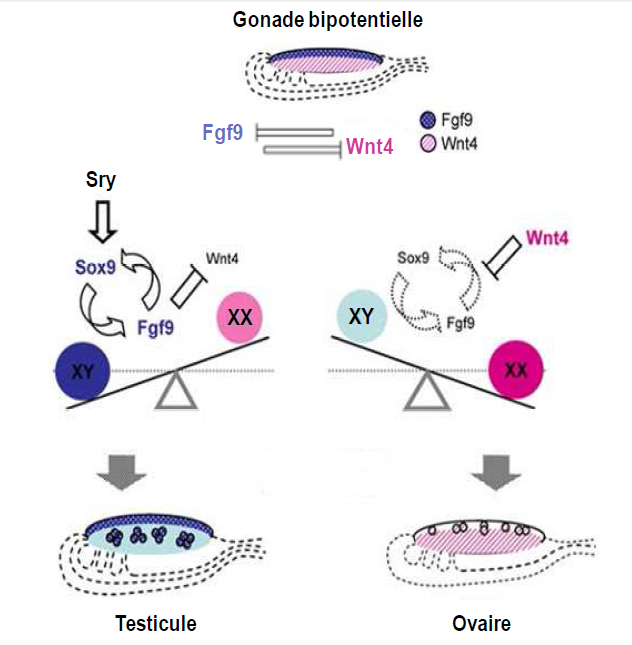 Gonade bipotentielle
Fgf9
Wnt4
Fgf9
Wnt4
Sry
Sox9
Wnt4
Fgf9
XX
XY
Wnt4
Sox9
Fgf9
XY
XX
Testicule
Ovaire